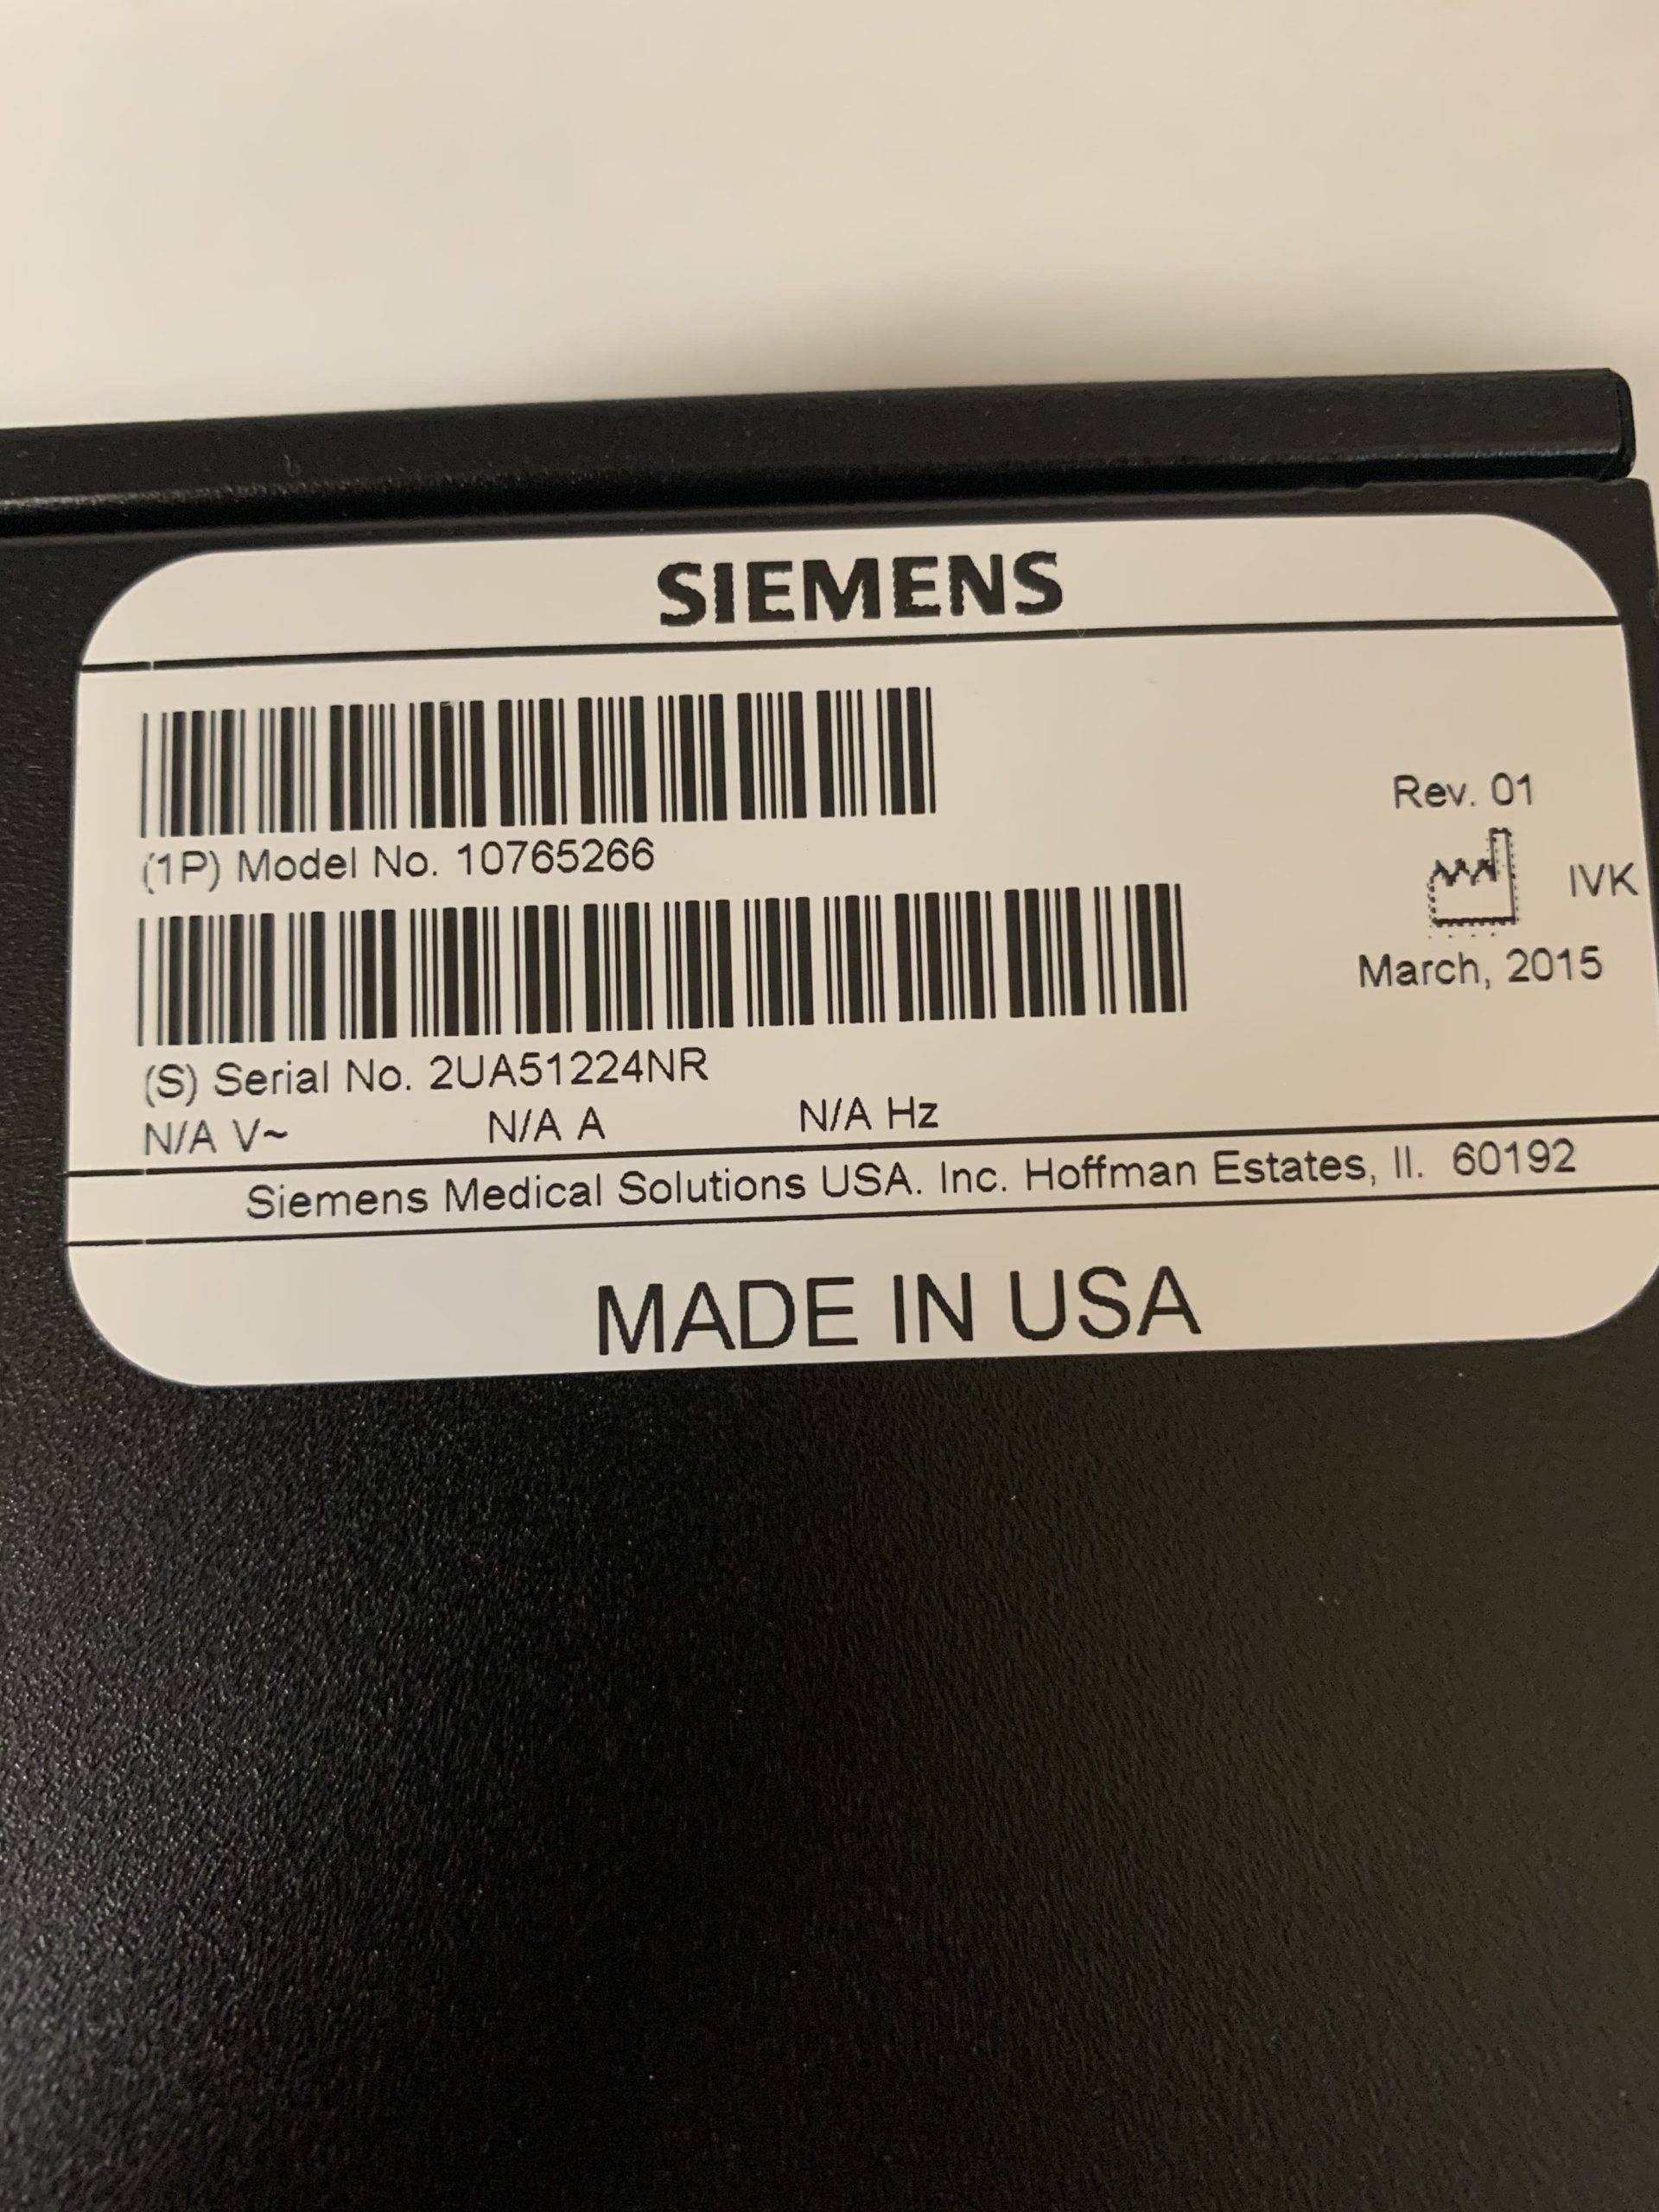 SIEMENS
(1P) Model No. 10765266
Rev. 01
IVK
March, 2015
(S) Serial No. 2UA51224NR
N/A V~ N/A A N/A Hz
Siemens Medical Solutions USA. Inc. Hoffman Estates, Il. 60192
MADE IN USA